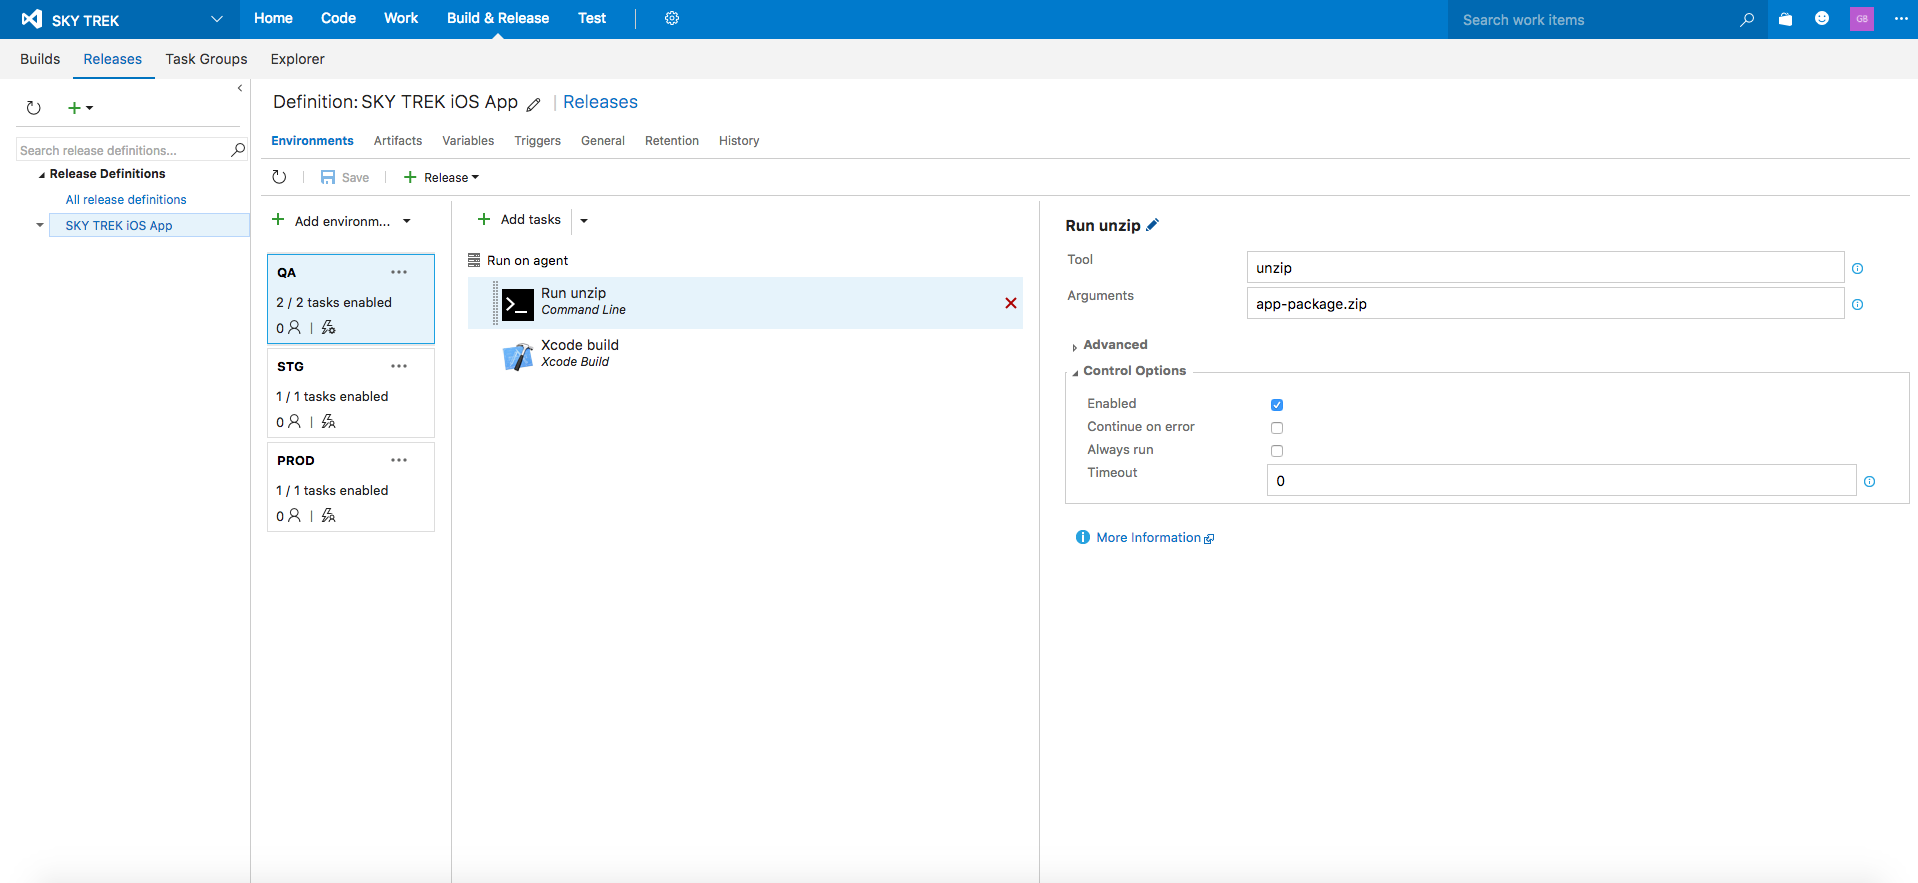 SKY TREK
Home Code Work Build & Release Test
Search work items
GB
Builds Releases Task Groups Explorer
Search release definitions...
Release Definitions
All release definitions
SKY TREK iOS App
Definition: SKY TREK iOS App | Releases
Environments Artifacts Variables Triggers General Retention History
Save Release
Add environm...
QA
2 / 2 tasks enabled
0
STG
1 / 1 tasks enabled
0
PROD
1 / 1 tasks enabled
0
Add tasks
Run on agent
Run unzip
Command Line
Xcode build
Xcode Build
Run unzip
Tool
unzip
Arguments
app-package.zip
Advanced
Control Options
Enabled
Continue on error
Always run
Timeout
0
More Information